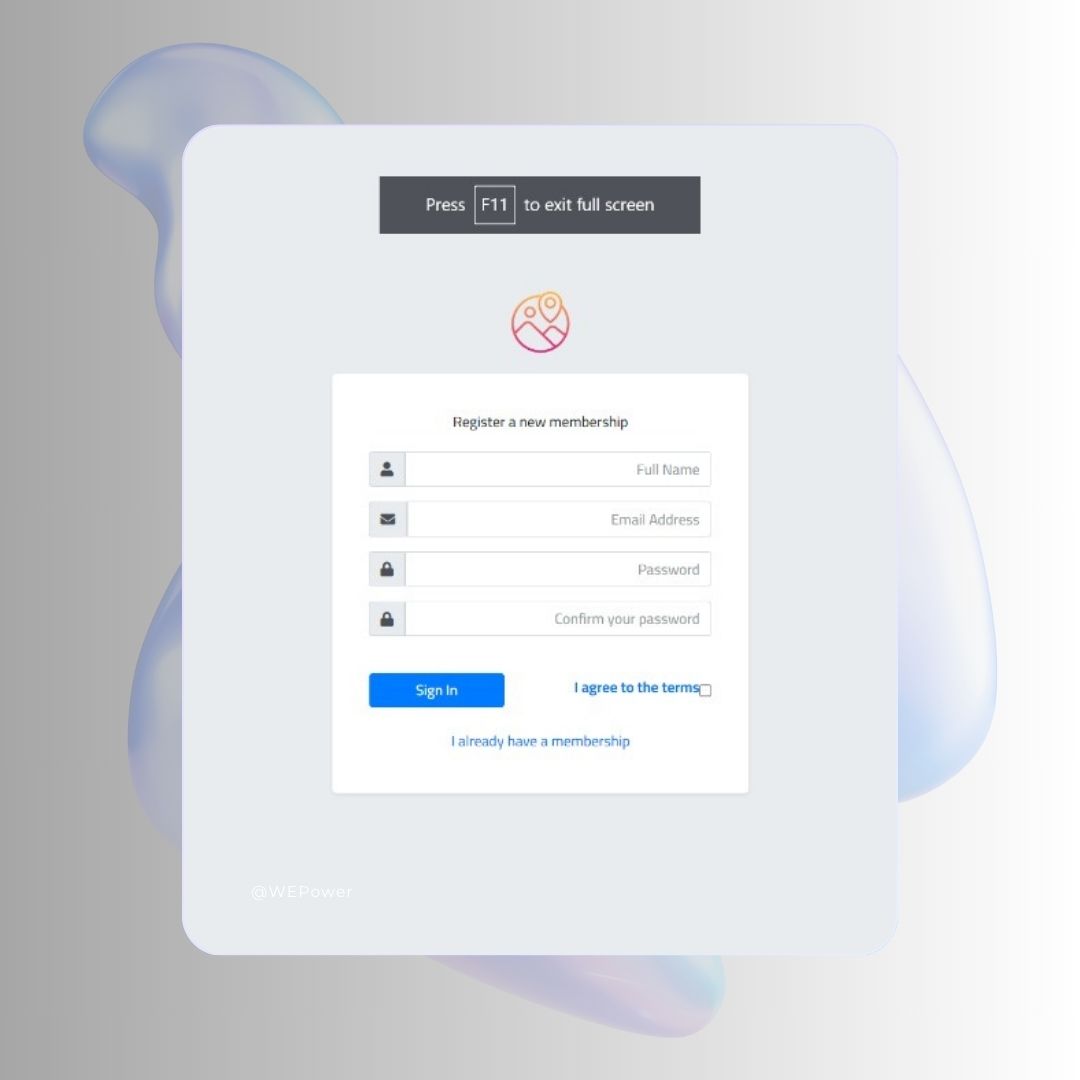 Press F11 to exit full screen
Register a new membership
Full Name
Email Address
Password
Confirm your password
Sign In
I agree to the terms
I already have a membership
@WEPower